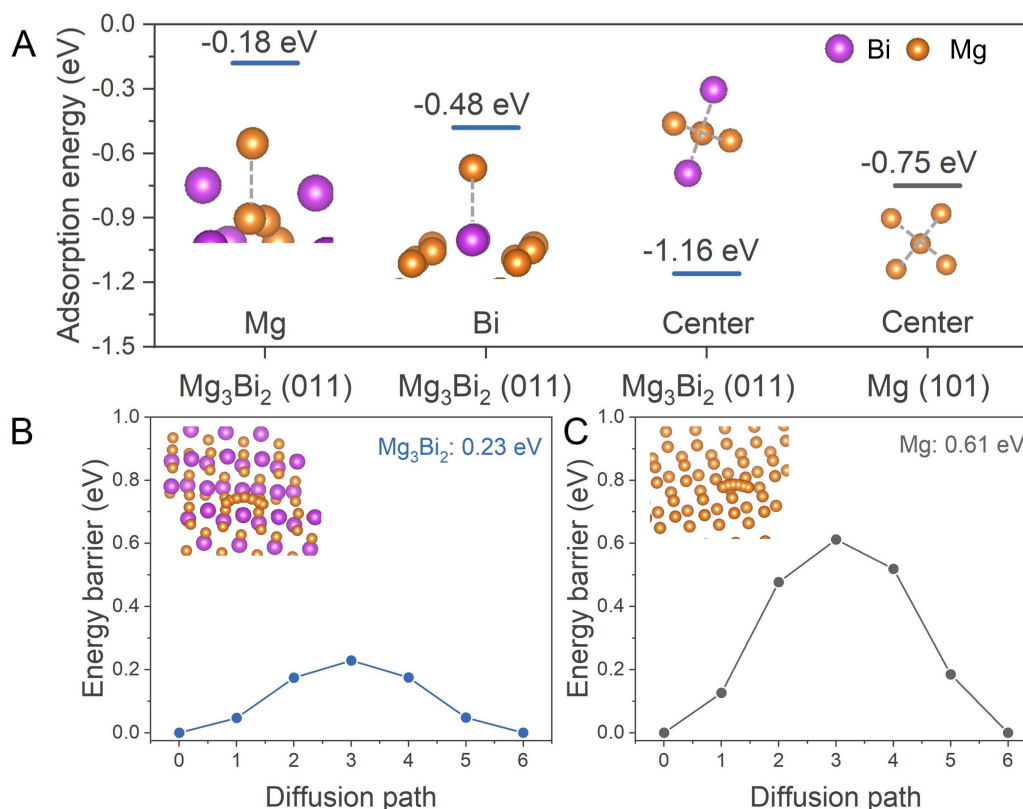 A
Adsorption energy (eV)
0.0
-0.3
-0.6
-0.9
-1.2
-1.5
-0.18 eV
-0.48 eV
-1.16 eV
-0.75 eV
Bi Mg
Mg Bi Center Center
Mg₃Bi₂ (011) Mg₃Bi₂ (011) Mg₃Bi₂ (011) Mg (101)
B
Energy barrier (eV)
1.0
0.8
0.6
0.4
0.2
0.0
Mg₃Bi₂: 0.23 eV
0 1 2 3 4 5 6
Diffusion path
C
Energy barrier (eV)
1.0
0.8
0.6
0.4
0.2
0.0
Mg: 0.61 eV
0 1 2 3 4 5 6
Diffusion path